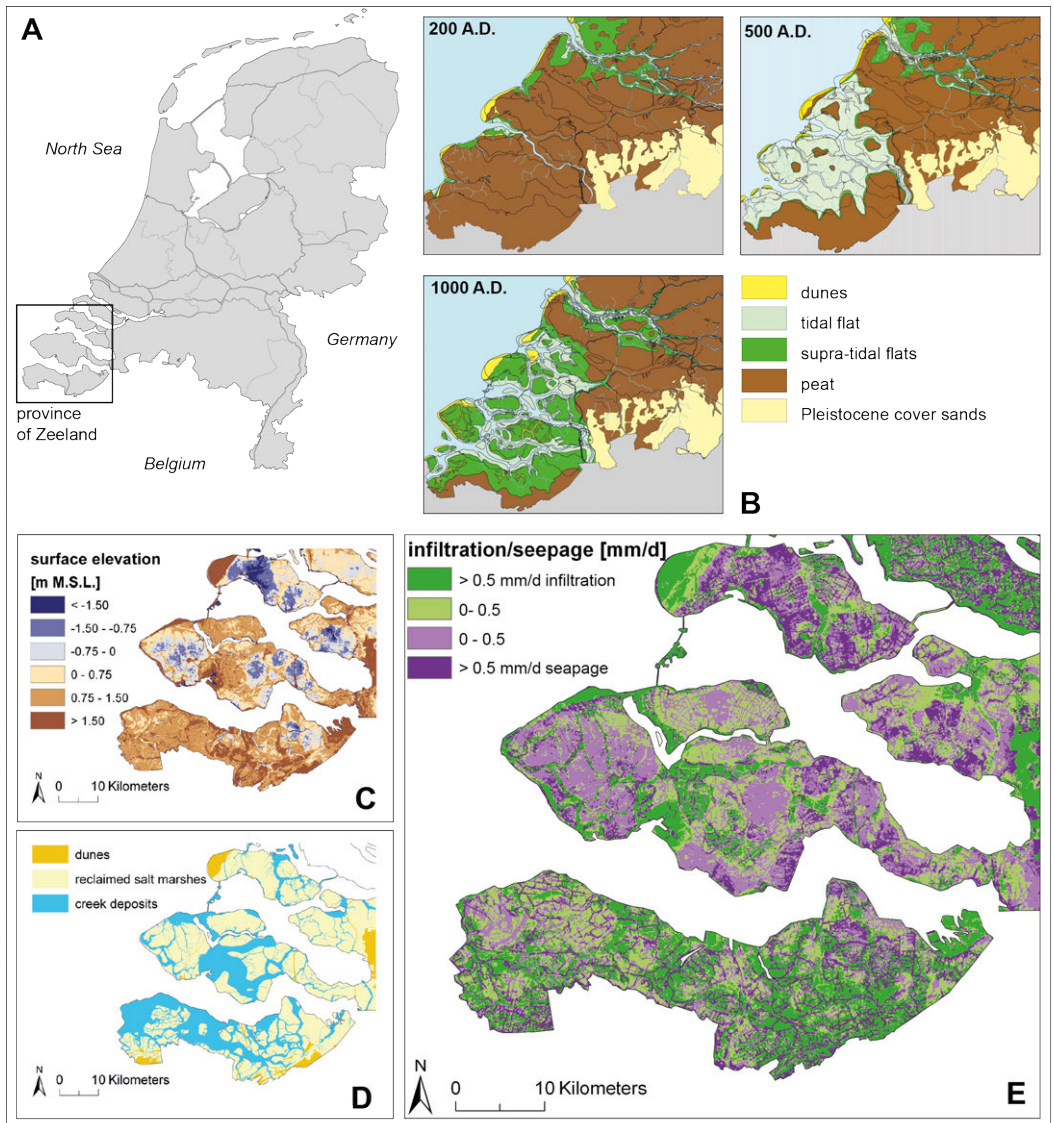 A
North Sea
Germany
province
of Zeeland
Belgium
200 A.D.
500 A.D.
1000 A.D.
dunes
tidal flat
supra-tidal flats
peat
Pleistocene cover sands
B
surface elevation
[m M.S.L.]
< -1.50
-1.50 - -0.75
-0.75 - 0
0 - 0.75
0.75 - 1.50
> 1.50
N
0 10 Kilometers
C
dunes
reclaimed salt marshes
creek deposits
N
0 10 Kilometers
D
infiltration/seepage [mm/d]
> 0.5 mm/d infiltration
0- 0.5
0 - 0.5
> 0.5 mm/d seapage
N
0 10 Kilometers
E